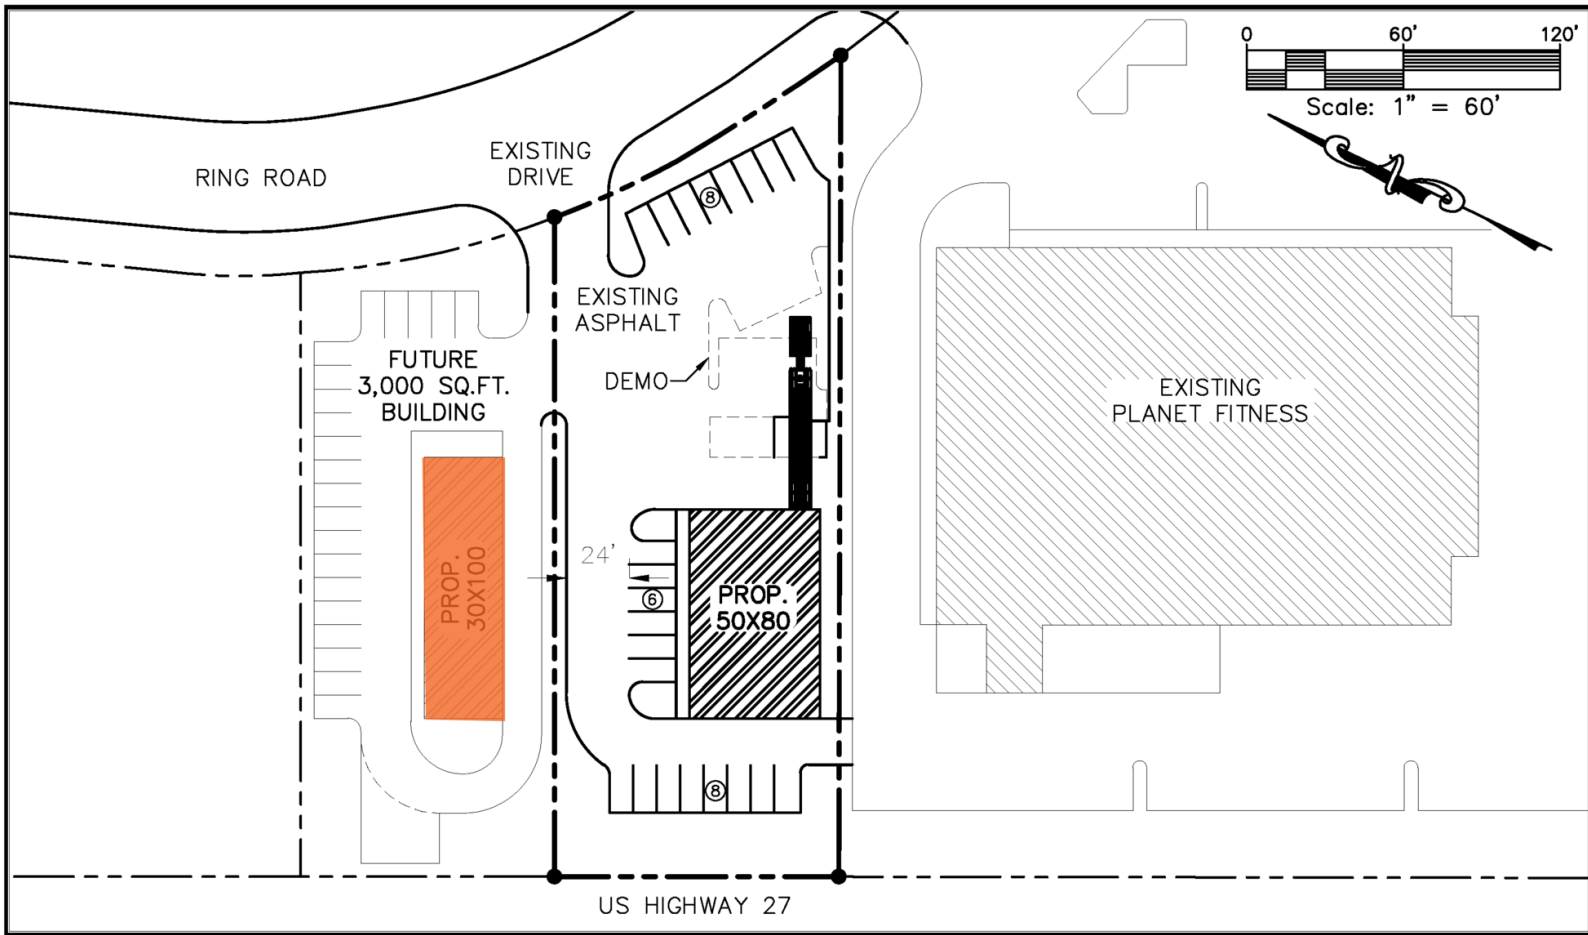 0 60' 120'
Scale: 1" = 60'
EXISTING
DRIVE
RING ROAD
8
EXISTING
ASPHALT
FUTURE
3,000 SQ.FT.
BUILDING
DEMO
EXISTING
PLANET FITNESS
24'
PROP.
30X100
6
PROP.
50X80
8
US HIGHWAY 27